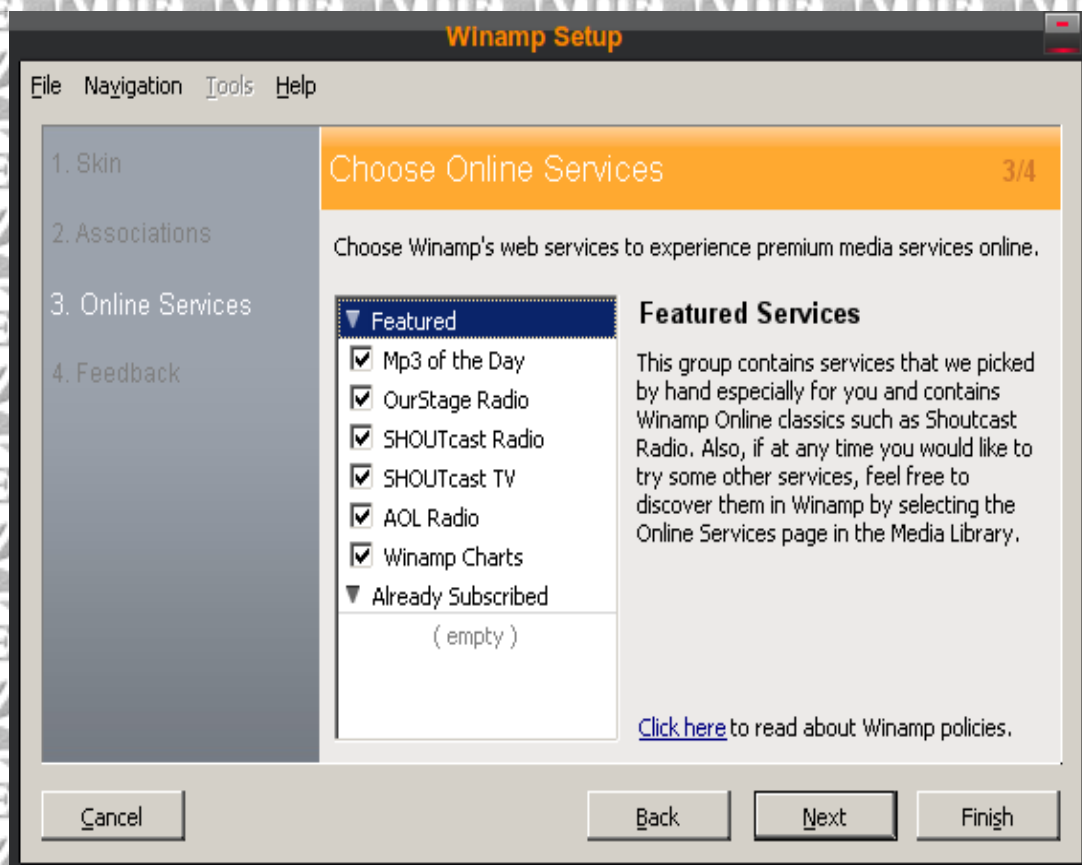 Winamp Setup
File Navigation Tools Help
1. Skin
2. Associations
3. Online Services
4. Feedback
Choose Online Services 3/4
Choose Winamp's web services to experience premium media services online.
Featured
Mp3 of the Day
OurStage Radio
SHOUTcast Radio
SHOUTcast TV
AOL Radio
Winamp Charts
Already Subscribed
( empty )
Featured Services
This group contains services that we picked
by hand especially for you and contains
Winamp Online classics such as Shoutcast
Radio. Also, if at any time you would like to
try some other services, feel free to
discover them in Winamp by selecting the
Online Services page in the Media Library.
Click here to read about Winamp policies.
Cancel Back Next Finish